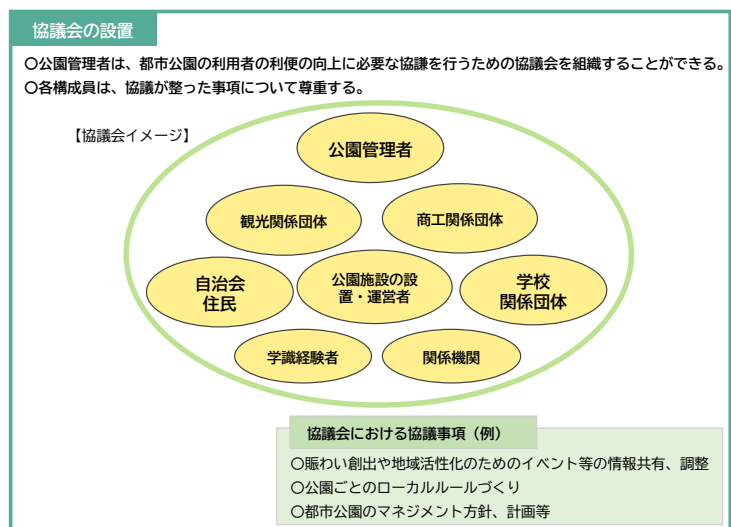 協議会の設置
〇公園管理者は、都市公園の利用者の利便の向上に必要な協謙を行うための協議会を組織することができる。
〇各構成員は、協議が整った事項について尊重する。
【協議会イメージ】
公園管理者
観光関係団体
商工関係団体
自治会
住民
公園施設の設
置・運営者
学校
関係団体
学識経験者
関係機関
協議会における協議事項（例）
〇賑わい創出や地域活性化のためのイベント等の情報共有、調整
〇公園ごとのローカルルールづくり
〇都市公園のマネジメント方針、計画等